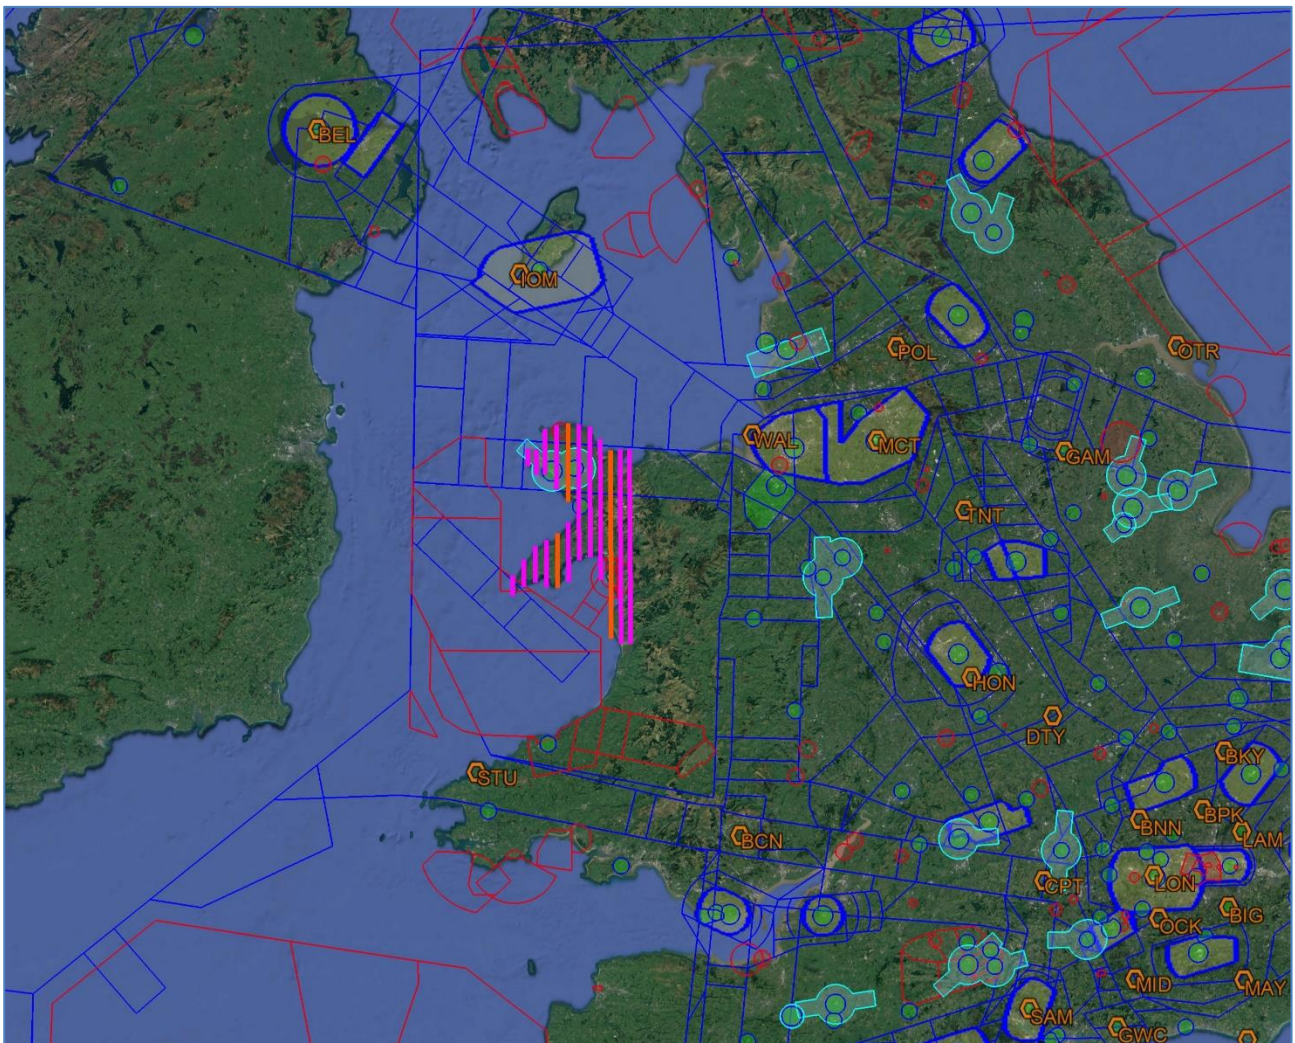 BEL
IOM
POL
OTR
WAL
MCT
GAM
TNT
HON
DTY
BKY
STU
BPK
BNN
LAM
BCN
CPT
LON
BIG
OCK
MID
MAY
SAM
GWC